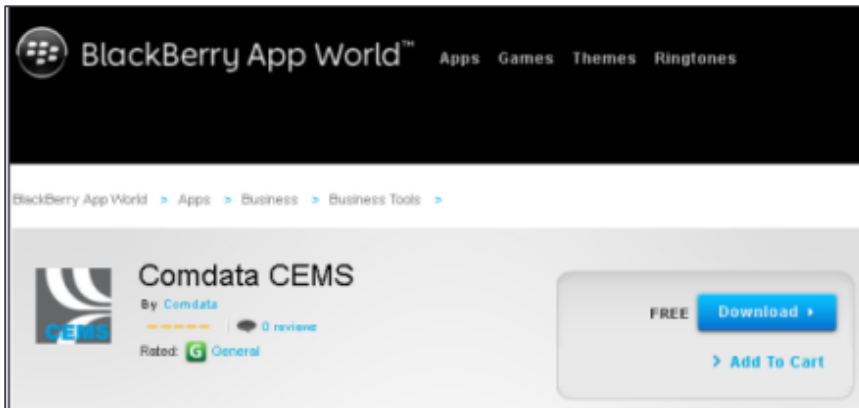 BlackBerry App World™ Apps Games Themes Ringtones
BlackBerry App World > Apps > Business > Business Tools >
Comdata CEMS
By Comdata
0 reviews
Rated: G General
CEMS
FREE Download
> Add To Cart